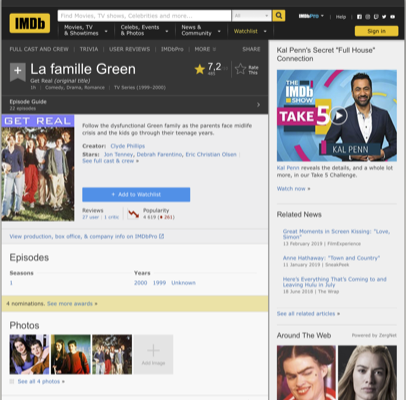 IMDb
Find Movies, TV shows, Celebrities and more...
All
IMDbPro
Help
Movies, TV
& Showtimes
Celebs, Events
& Photos
News &
Community
Watchlist
Sign in
FULL CAST AND CREW | TRIVIA | USER REVIEWS | IMDbPro | MORE
SHARE
La famille Green
Get Real (original title)
Comedy, Drama, Romance | TV Series (1999–2000)
7,2
Rate
This
Episode Guide
22 episodes
GET REAL
Follow the dysfunctional Green family as the parents face midlife
crisis and the kids go through their teenage years.
Creator: Clyde Phillips
Stars: Jon Tenney, Debrah Farentino, Eric Christian Olsen |
See full cast & crew »
+ Add to Watchlist
Reviews
37 user | 1 critic
Popularity
View production, box office, & company info on IMDbPro
Episodes
Seasons
1
Years
2000 1999 Unknown
4 nominations. See more awards »
Photos
Add Image
See all 4 photos »
Kal Penn's Secret "Full House"
Connection
THE
IMDb
SHOW
TAKE 5
KAL PENN
Kal Penn reveals the details, and a whole lot
more, in our Take 5 Challenge.
Watch now »
Related News
Great Moments in Screen Kissing: "Love,
Simon"
13 February 2019 | FilmExperience
Anne Hathaway: "Town and Country"
11 January 2019 | SneakPeek
Here's Everything That's Coming to and
Leaving Hulu in July
18 June 2018 | The Wrap
See all related articles »
Around The Web
Powered by ZergNet